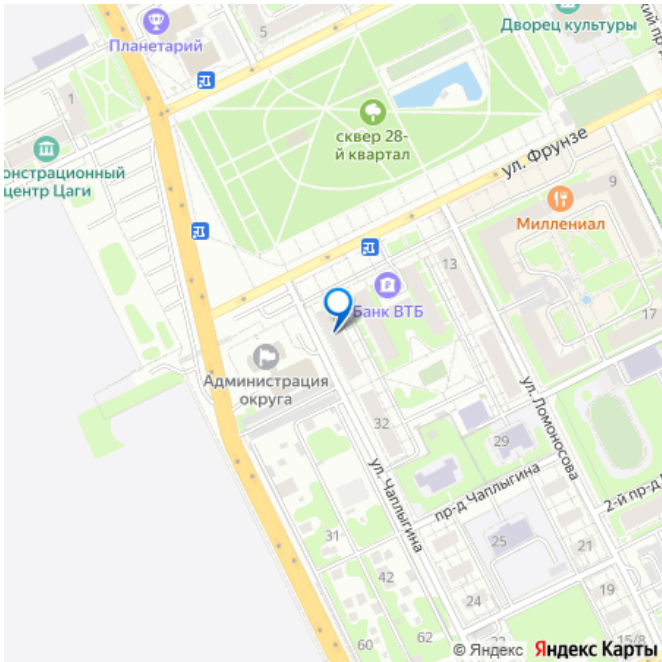 Дворец культуры
Планетарий
5
1
сквер 28-
й квартал
онстрационный
центр Цаги
ул. Фрунзе
9
Миллениал
13
Банк ВТБ
17
Администрация
округа
32
ул. Ломоносова
29
ул. Чаплыгина
пр-д Чаплыгина
2-й пр-д
31
25
21
42
24
19
60
62
15/8
© Яндекс Яндекс Карты